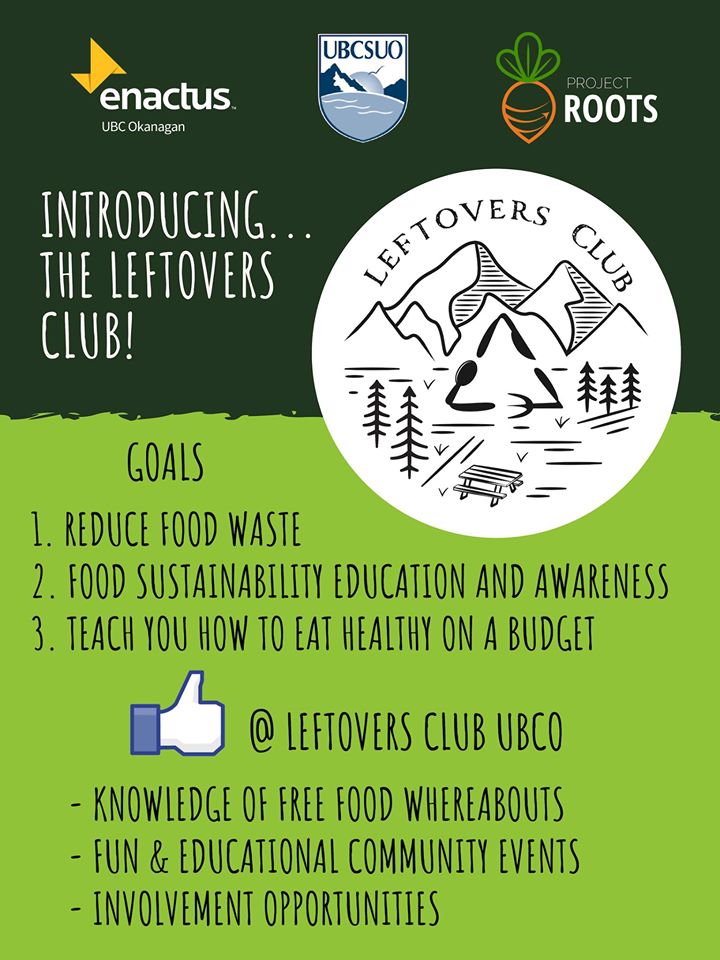 enactus™
UBC Okanagan
UBCSUO
PROJECT
ROOTS
INTRODUCING...
THE LEFTOVERS
CLUB!
LEFTOVERS CLUB
GOALS
1. REDUCE FOOD WASTE
2. FOOD SUSTAINABILITY EDUCATION AND AWARENESS
3. TEACH YOU HOW TO EAT HEALTHY ON A BUDGET
@ LEFTOVERS CLUB UBCO
- KNOWLEDGE OF FREE FOOD WHEREABOUTS
- FUN & EDUCATIONAL COMMUNITY EVENTS
- INVOLVEMENT OPPORTUNITIES